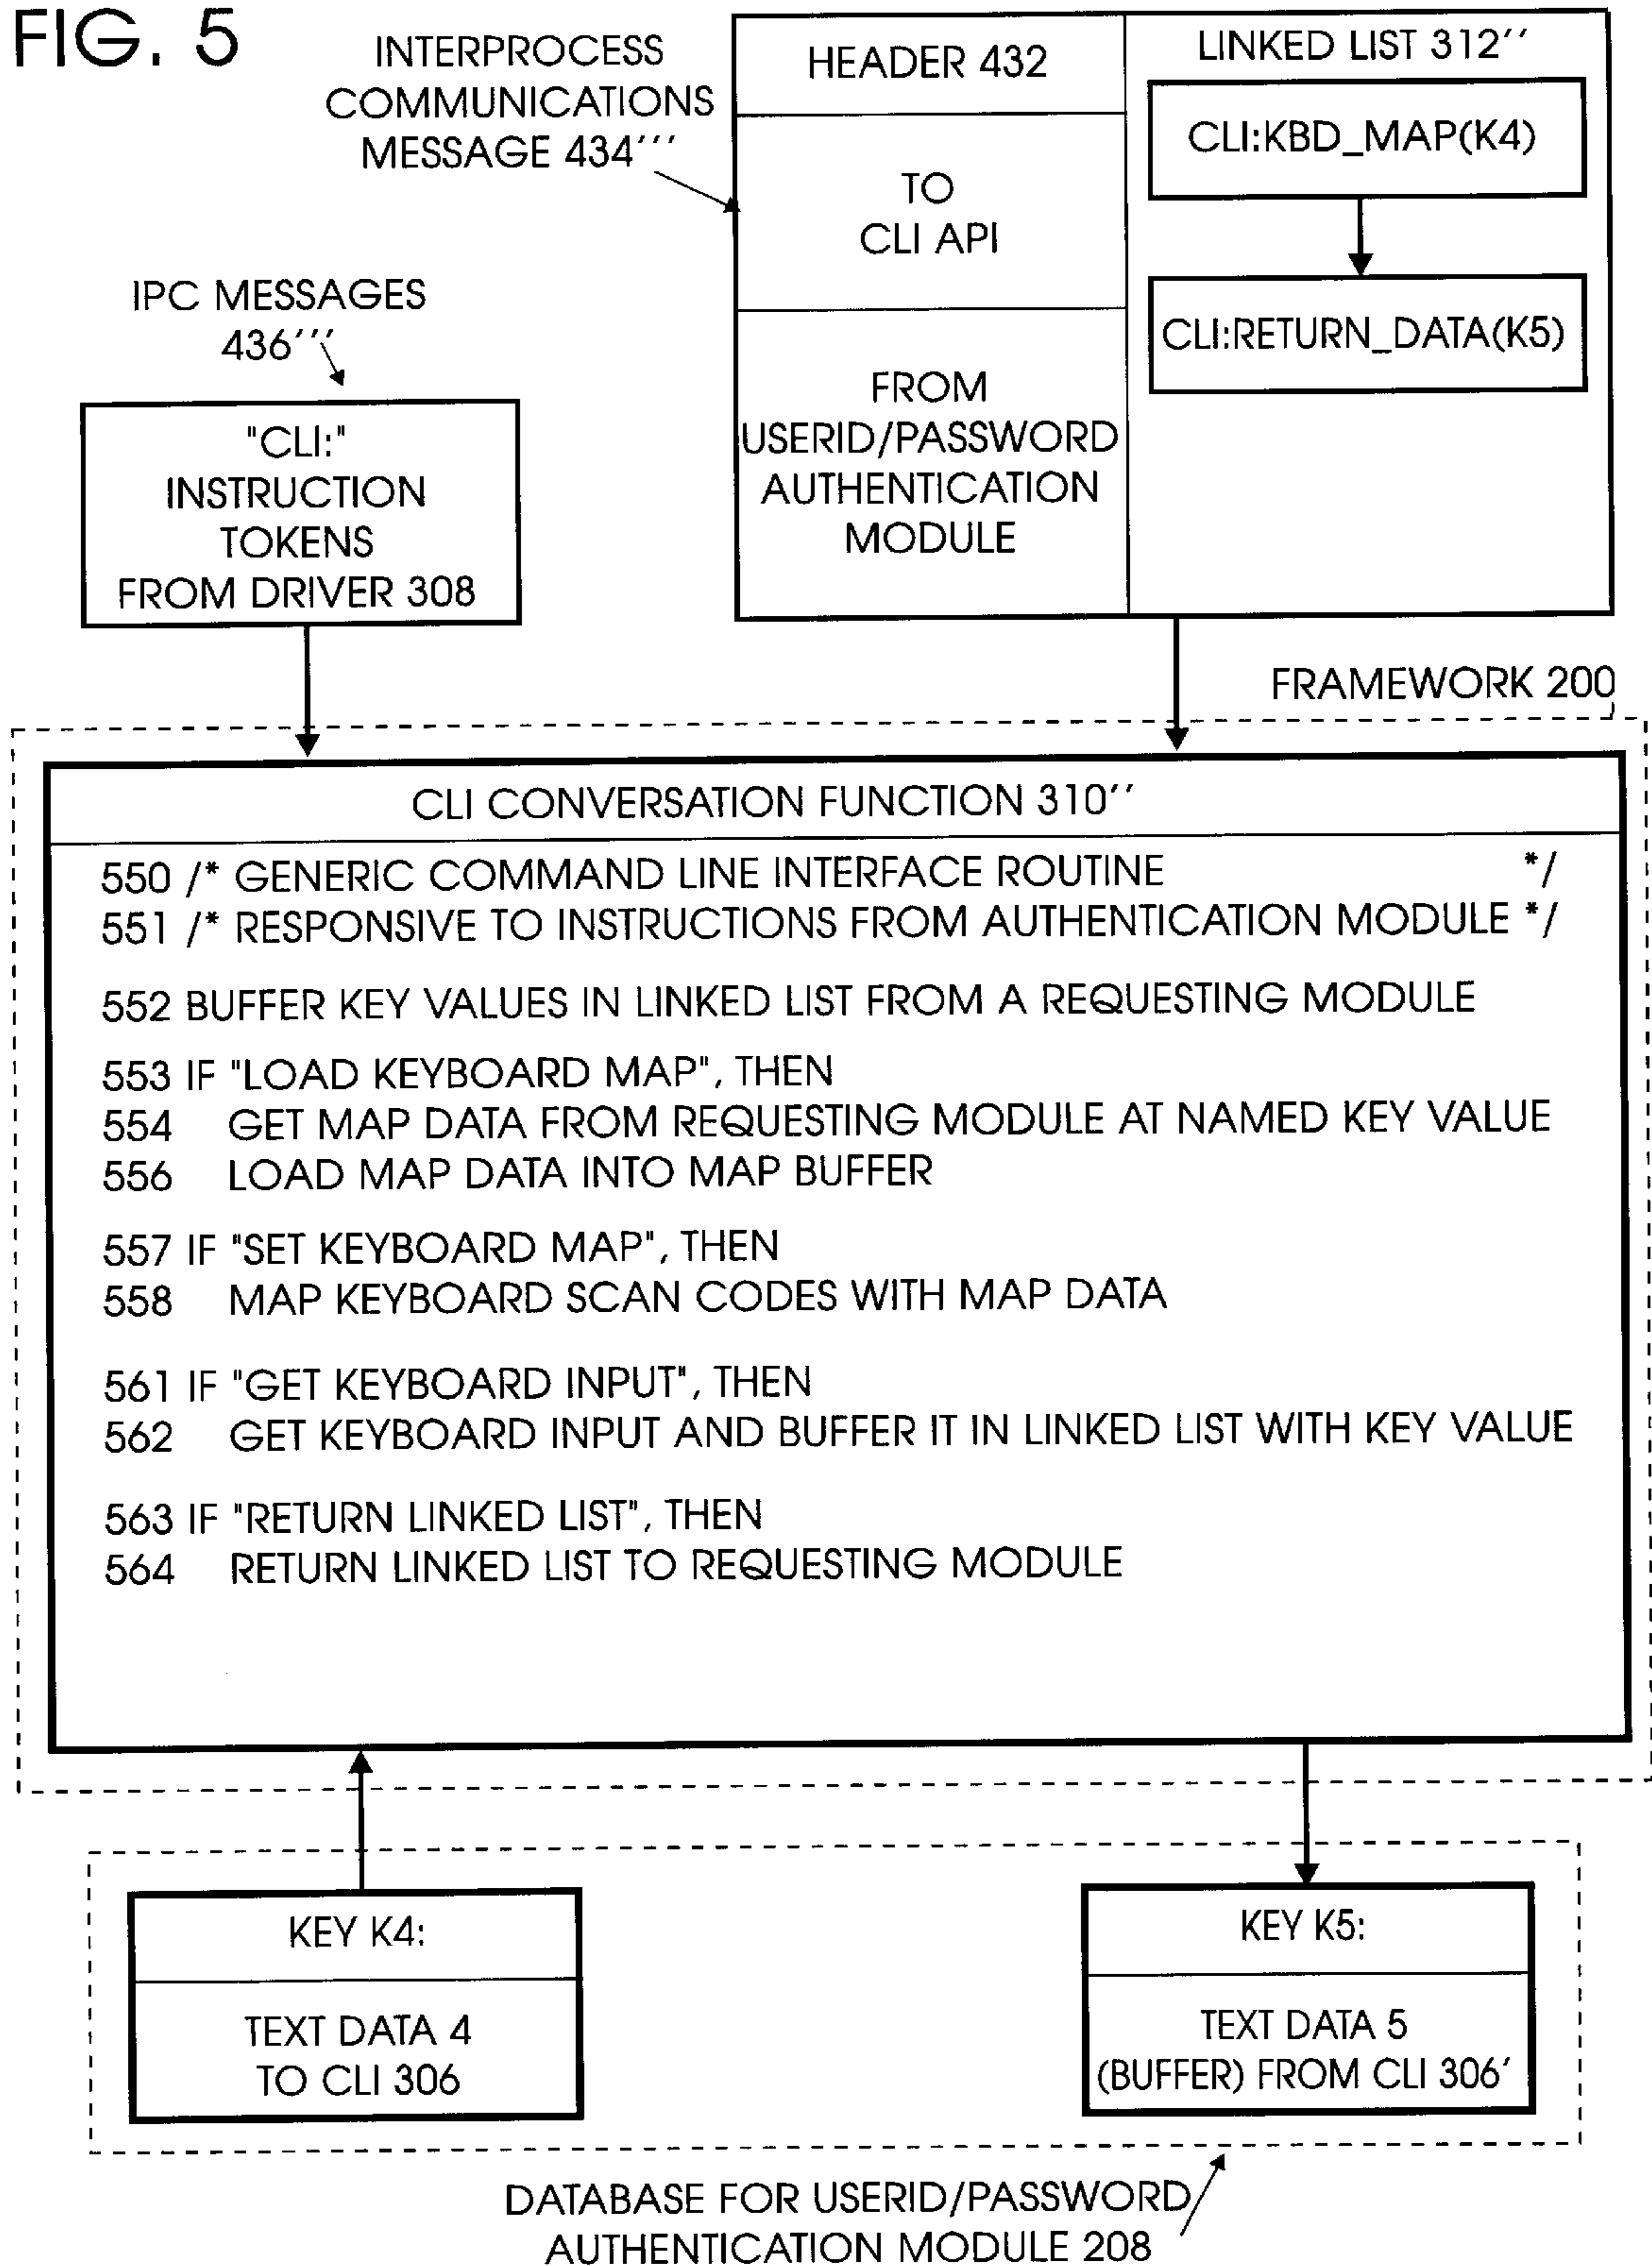 FIG. 5
INTERPROCESS
COMMUNICATIONS
MESSAGE 434′′′
HEADER 432
TO
CLI API
FROM
USERID/PASSWORD
AUTHENTICATION
MODULE
LINKED LIST 312′′
CLI:KBD_MAP(K4)
CLI:RETURN_DATA(K5)
IPC MESSAGES
436′′′
"CLI:"
INSTRUCTION
TOKENS
FROM DRIVER 308
FRAMEWORK 200
CLI CONVERSATION FUNCTION 310′′
550 /* GENERIC COMMAND LINE INTERFACE ROUTINE */
551 /* RESPONSIVE TO INSTRUCTIONS FROM AUTHENTICATION MODULE */
552 BUFFER KEY VALUES IN LINKED LIST FROM A REQUESTING MODULE
553 IF "LOAD KEYBOARD MAP", THEN
554 GET MAP DATA FROM REQUESTING MODULE AT NAMED KEY VALUE
556 LOAD MAP DATA INTO MAP BUFFER
557 IF "SET KEYBOARD MAP", THEN
558 MAP KEYBOARD SCAN CODES WITH MAP DATA
561 IF "GET KEYBOARD INPUT", THEN
562 GET KEYBOARD INPUT AND BUFFER IT IN LINKED LIST WITH KEY VALUE
563 IF "RETURN LINKED LIST", THEN
564 RETURN LINKED LIST TO REQUESTING MODULE
KEY K4:
TEXT DATA 4
TO CLI 306
KEY K5:
TEXT DATA 5
(BUFFER) FROM CLI 306′
DATABASE FOR USERID/PASSWORD
AUTHENTICATION MODULE 208